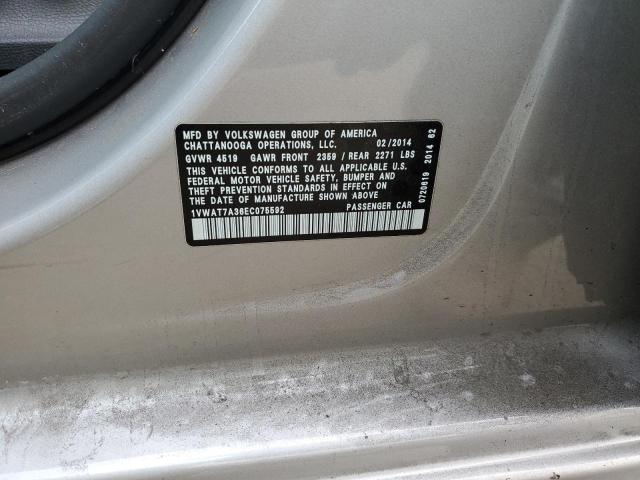 MFD BY VOLKSWAGEN GROUP OF AMERICA
CHATTANOOGA OPERATIONS, LLC. 02/2014
GVWR 4519 GAWR FRONT 2359 / REAR 2271 LBS
THIS VEHICLE CONFORMS TO ALL APPLICABLE U.S.
FEDERAL MOTOR VEHICLE SAFETY, BUMPER AND
THEFT PREVENTION STANDARDS IN EFFECT ON
THE DATE OF MANUFACTURE SHOWN ABOVE
1VWAT7A36EC075592 PASSENGER CAR
0720619 2014 62